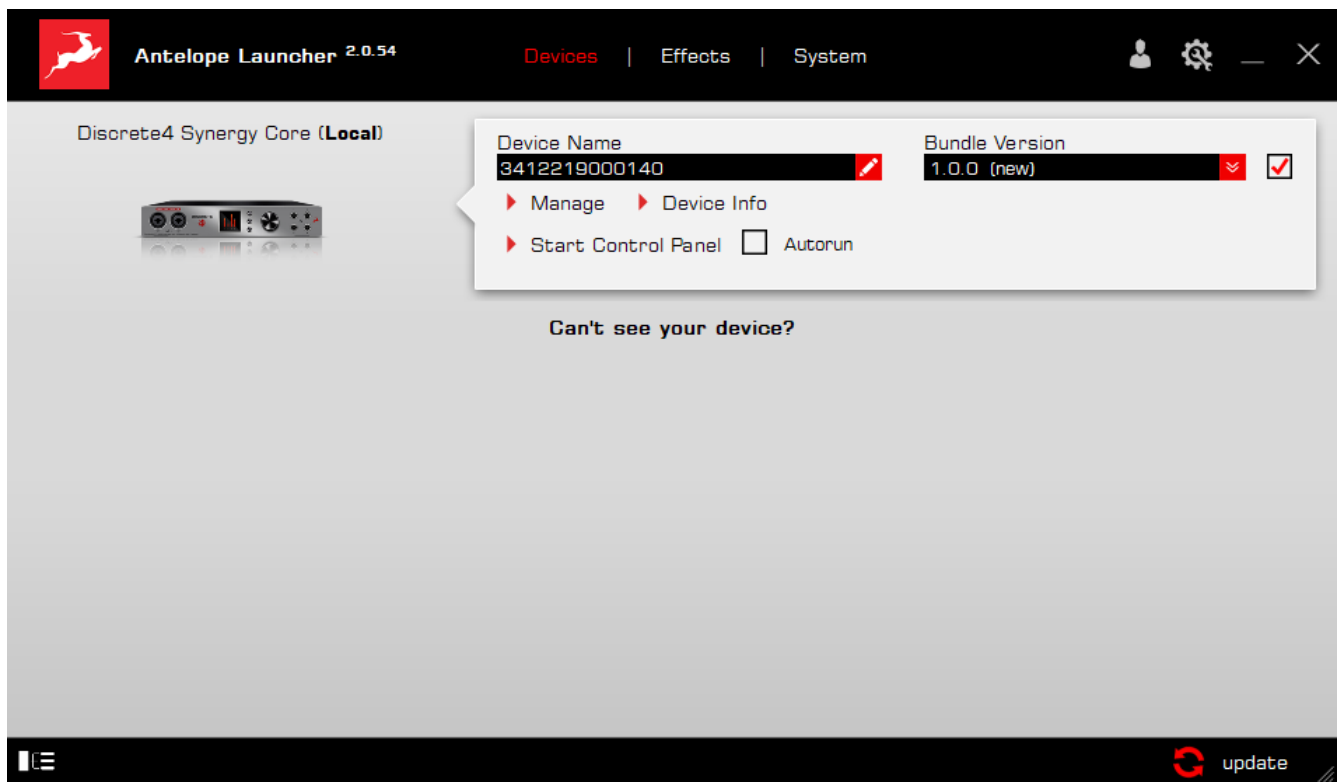 Antelope Launcher 2.0.54
Devices | Effects | System
Discrete4 Synergy Core (Local)
Device Name
3412219000140
Bundle Version
1.0.0 (new)
Manage
Device Info
Start Control Panel
Autorun
Can't see your device?
update